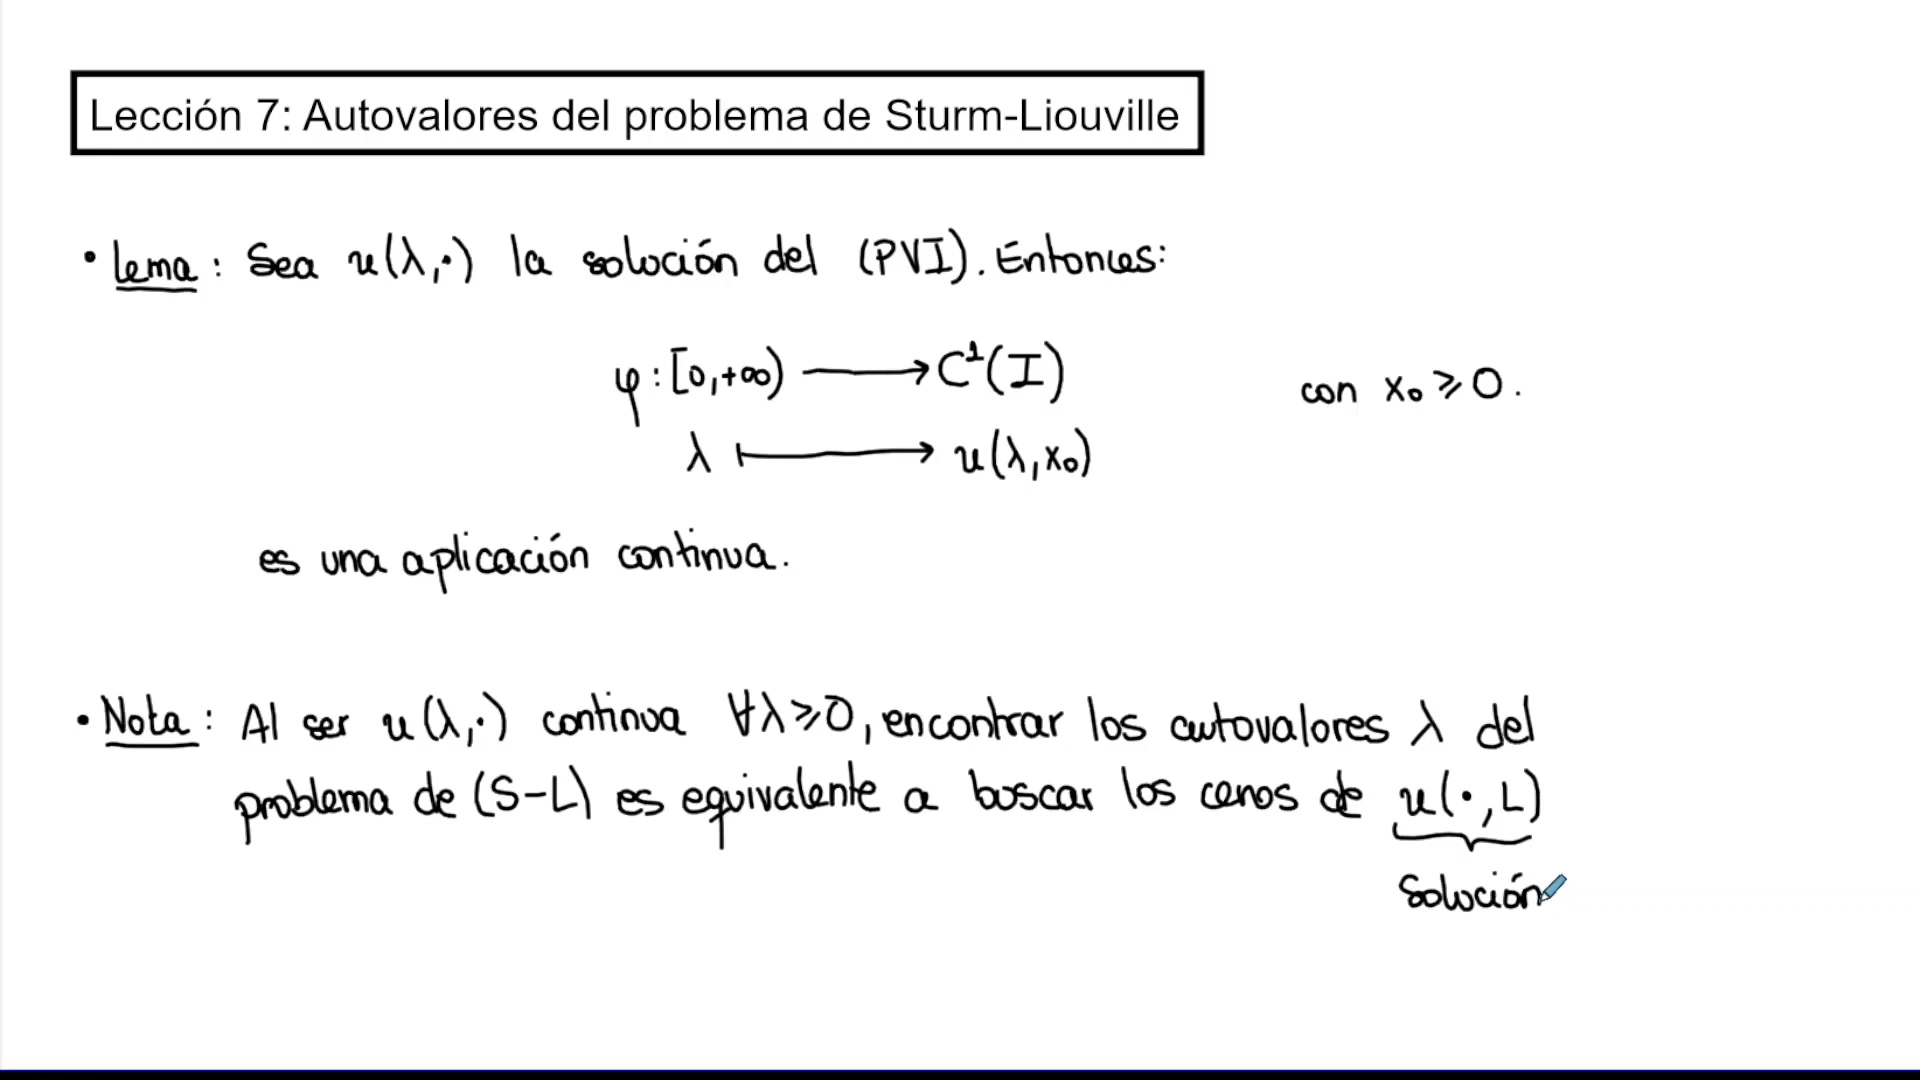 Lección 7: Autovalores del problema de Sturm-Liouville
• Lema: Sea u(λ,·) la solución del (PVI). Entonces:
φ: [0,+∞) ⟶ C¹(I)
con x₀ ⩾ 0.
λ ⟼ u(λ,x₀)
es una aplicación continua.
• Nota: Al ser u(λ,·) continua ∀λ⩾0, encontrar los autovalores λ del
problema de (S-L) es equivalente a buscar los ceros de u(·,L)
solución